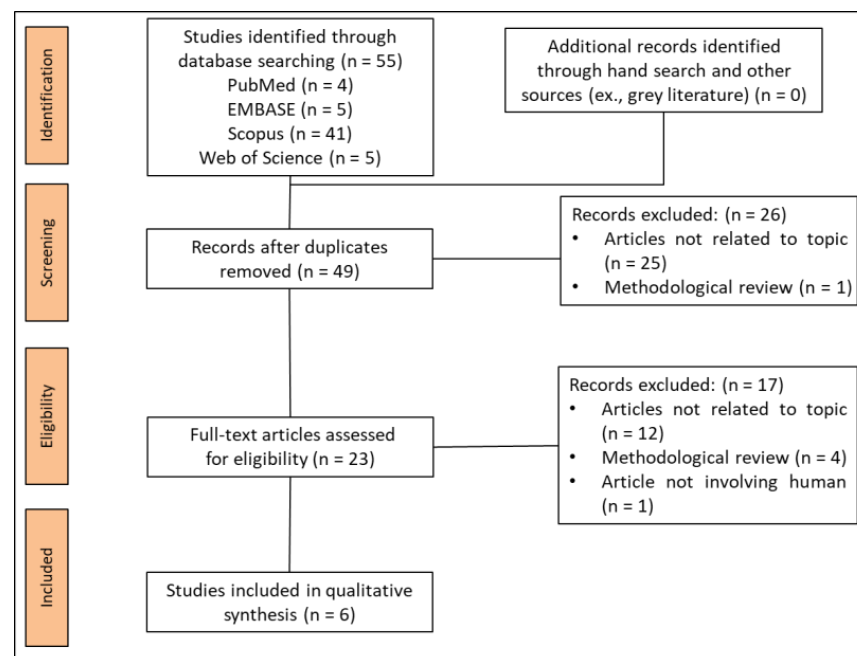 Identification
Studies identified through
database searching (n = 55)
PubMed (n = 4)
EMBASE (n = 5)
Scopus (n = 41)
Web of Science (n = 5)
Additional records identified
through hand search and other
sources (ex., grey literature) (n = 0)
Screening
Records after duplicates
removed (n = 49)
Records excluded: (n = 26)
• Articles not related to topic
(n = 25)
• Methodological review (n = 1)
Eligibility
Full-text articles assessed
for eligibility (n = 23)
Records excluded: (n = 17)
• Articles not related to topic
(n = 12)
• Methodological review (n = 4)
• Article not involving human
(n = 1)
Included
Studies included in qualitative
synthesis (n = 6)